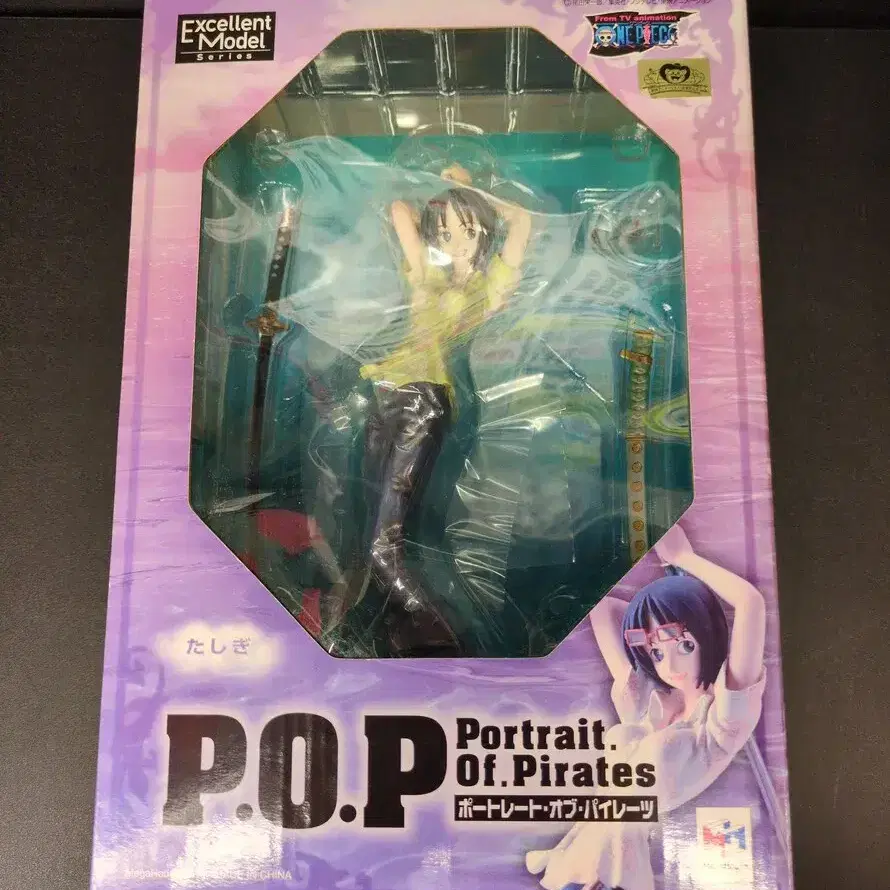 Excellent
Model
Series
From TV animation
ONE PIECE
たしぎ
P.O.P
Portrait.
Of.Pirates
ポートレート・オブ・パイレーツ
IN CHINA